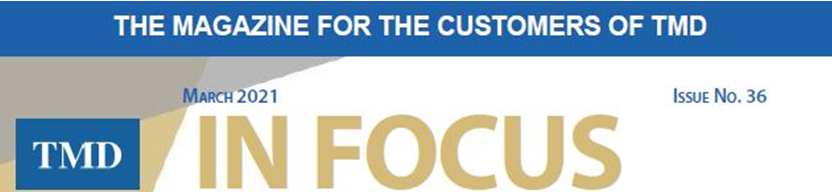 THE MAGAZINE FOR THE CUSTOMERS OF TMD
MARCH 2021 ISSUE NO. 36
TMD IN FOCUS